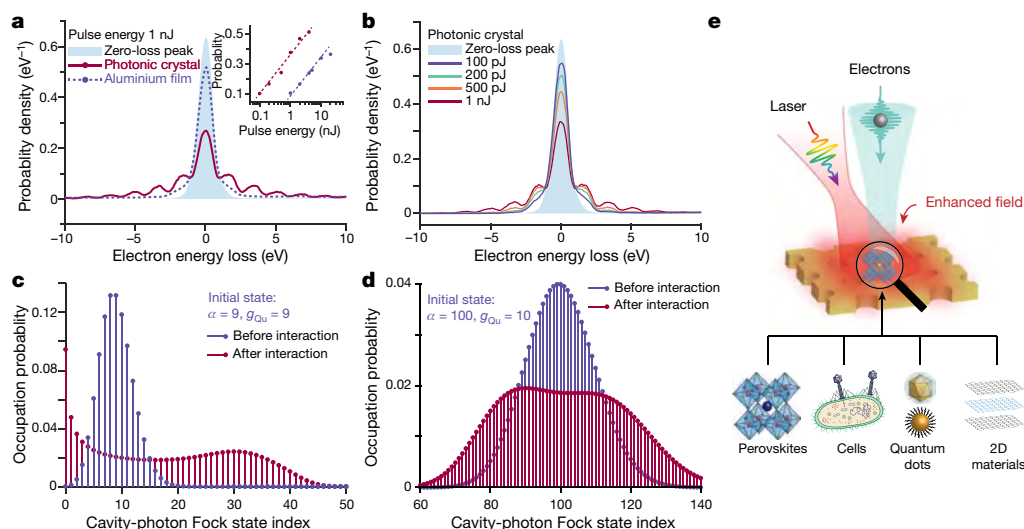 a
Pulse energy 1 nJ
Zero-loss peak
Photonic crystal
Aluminium film
Probability density (eV⁻¹)
0.6
0.4
0.2
0
−10
−5
0
5
10
Electron energy loss (eV)
Probablity
0.5
0.3
0.1
0.1
1.0
10.0
Pulse energy (nJ)
b
Photonic crystal
Zero-loss peak
100 pJ
200 pJ
500 pJ
1 nJ
Probablity density (eV⁻¹)
0.6
0.4
0.2
0
−10
−5
0
5
10
Electron energy loss (eV)
c
Initial state:
α = 9, gQu = 9
Before interaction
After interaction
Occupation probablity
0.12
0.08
0.04
0
0
10
20
30
40
50
Cavity-photon Fock state index
d
Initial state:
α = 100, gQu = 10
Before interaction
After interaction
Occupation probablity
0.04
0.02
0
60
80
100
120
140
Cavity-photon Fock state index
e
Electrons
Laser
Enhanced field
Perovskites
Cells
Quantum
dots
2D
materials